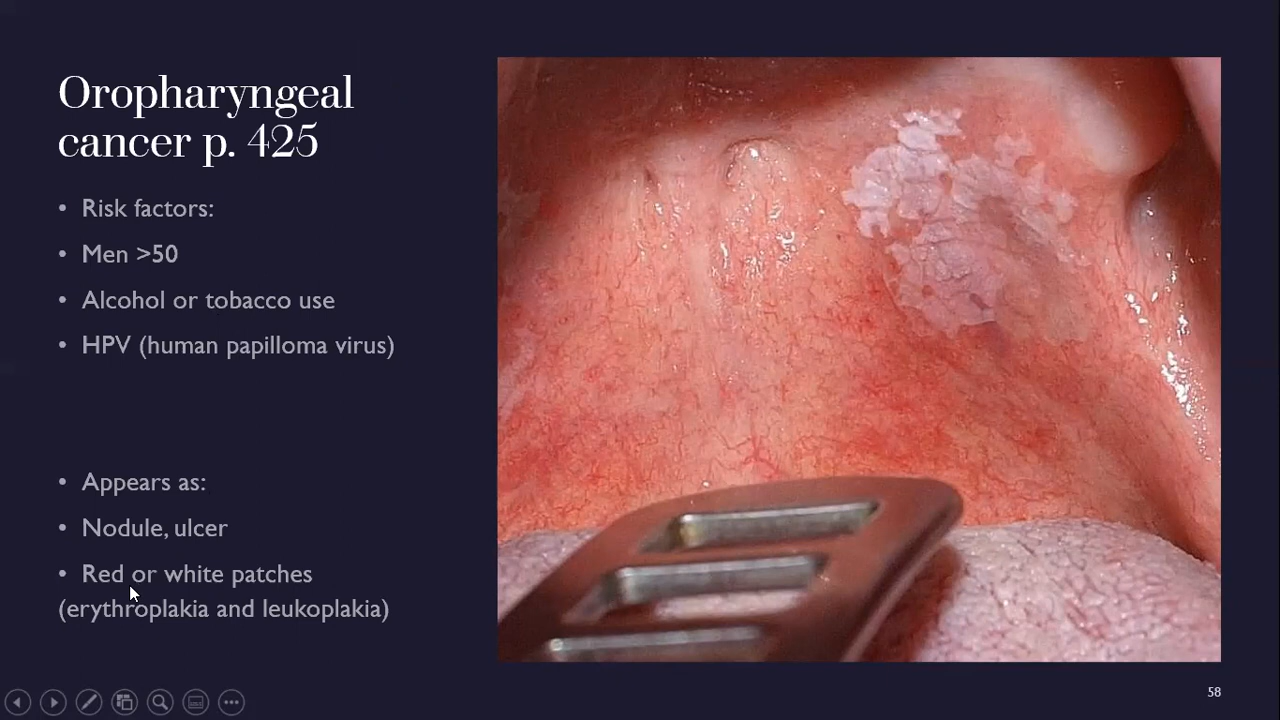 Oropharyngeal
cancer p. 425
• Risk factors:
• Men >50
• Alcohol or tobacco use
• HPV (human papilloma virus)
• Appears as:
• Nodule, ulcer
• Red or white patches
(erythroplakia and leukoplakia)
58